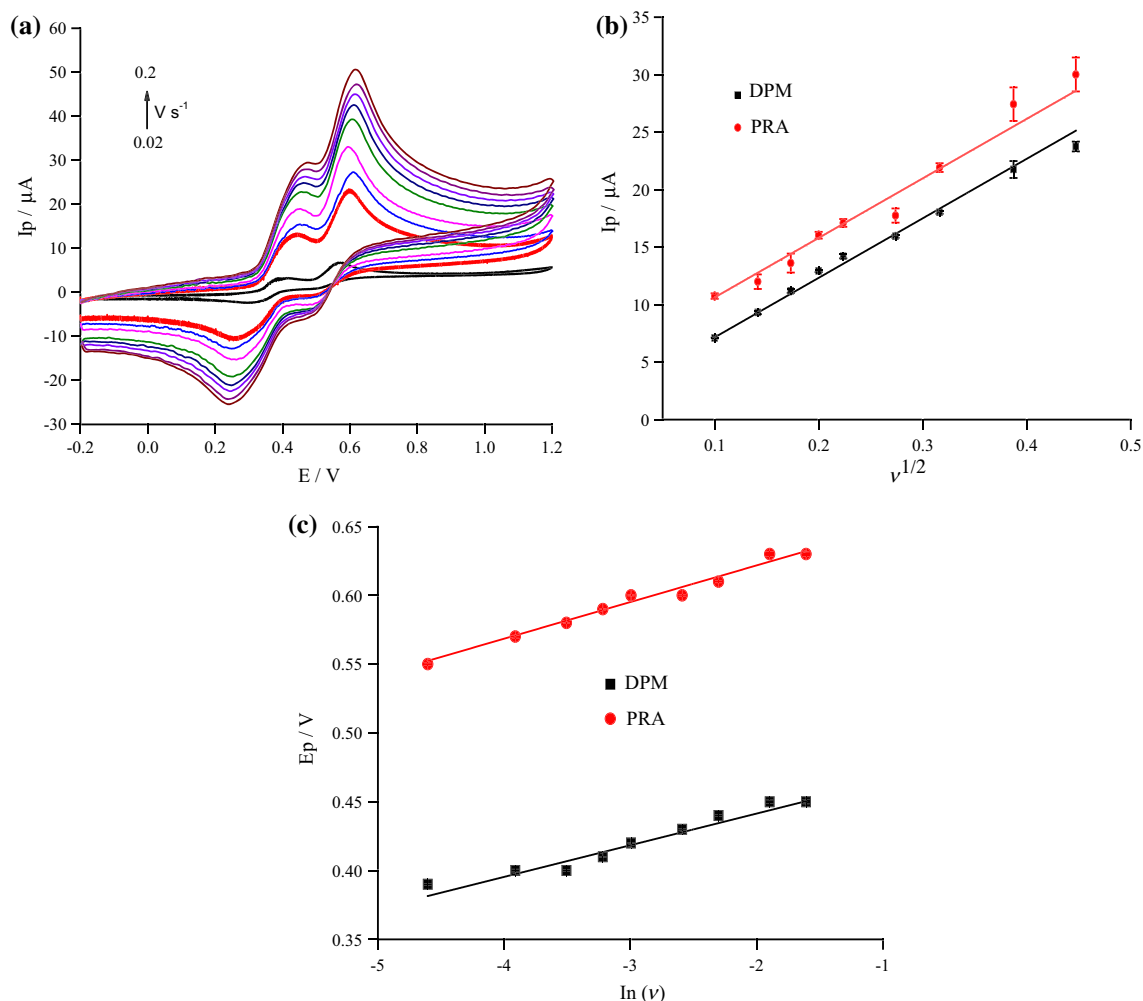 (a)
60
50
40
30
20
10
0
-10
-20
-30
Ip / µA
0.2
V s-1
0.02
-0.2 0.0 0.2 0.4 0.6 0.8 1.0 1.2
E / V
(b)
35
30
25
20
15
10
5
0
Ip / µA
DPM
PRA
0.1 0.2 0.3 0.4 0.5
ν1/2
(c)
0.65
0.60
0.55
0.50
0.45
0.40
0.35
Ep / V
DPM
PRA
-5 -4 -3 -2 -1
In (ν)